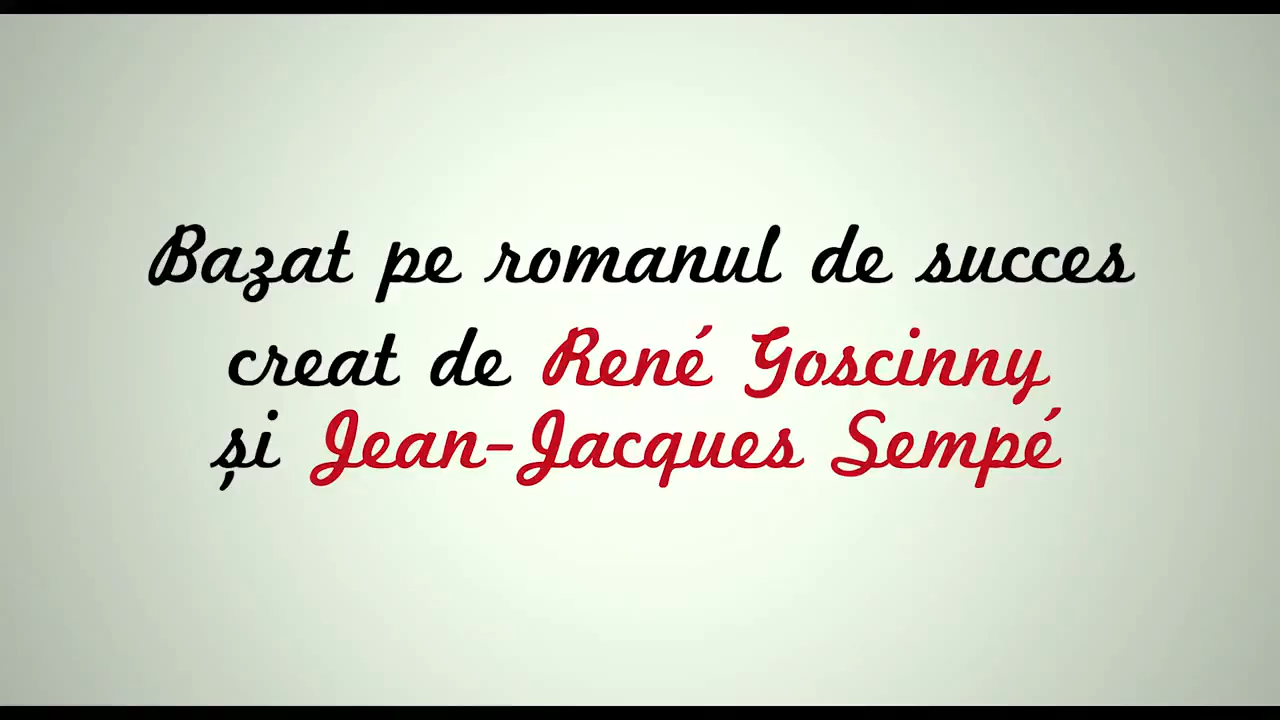 Bazat pe romanul de succes
creat de René Goscinny
și Jean-Jacques Sempé